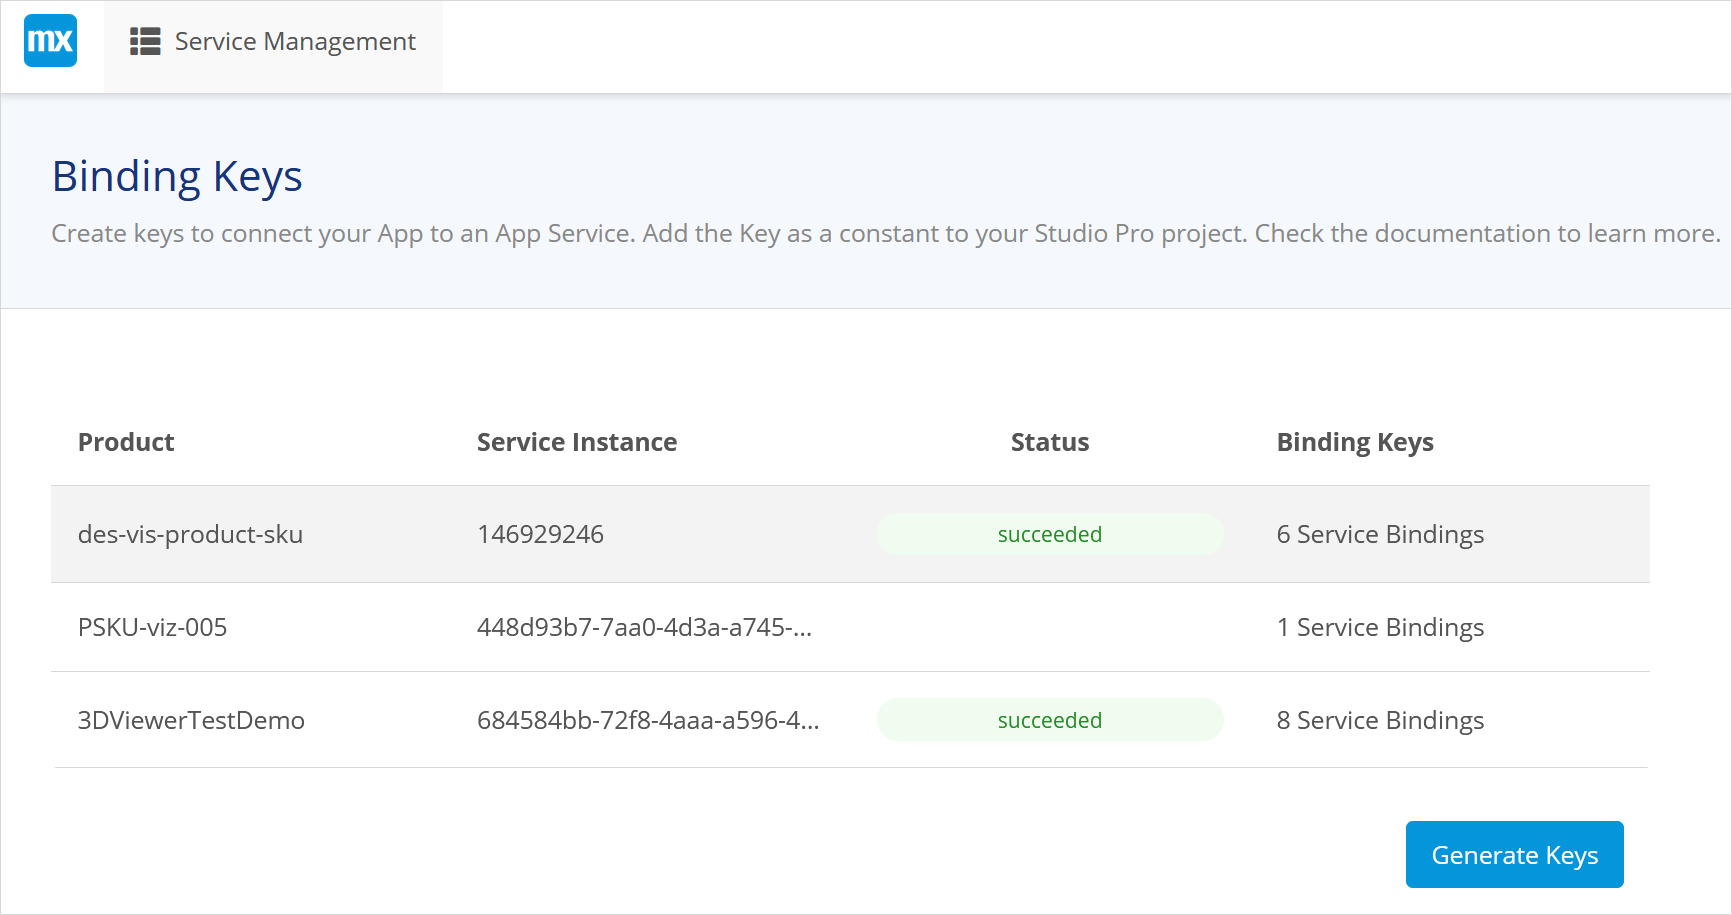 mx Service Management
Binding Keys
Create keys to connect your App to an App Service. Add the Key as a constant to your Studio Pro project. Check the documentation to learn more.
Product Service Instance Status Binding Keys
des-vis-product-sku 146929246 succeeded 6 Service Bindings
PSKU-viz-005 448d93b7-7aa0-4d3a-a745-... 1 Service Bindings
3DViewerTestDemo 684584bb-72f8-4aaa-a596-4... succeeded 8 Service Bindings
Generate Keys